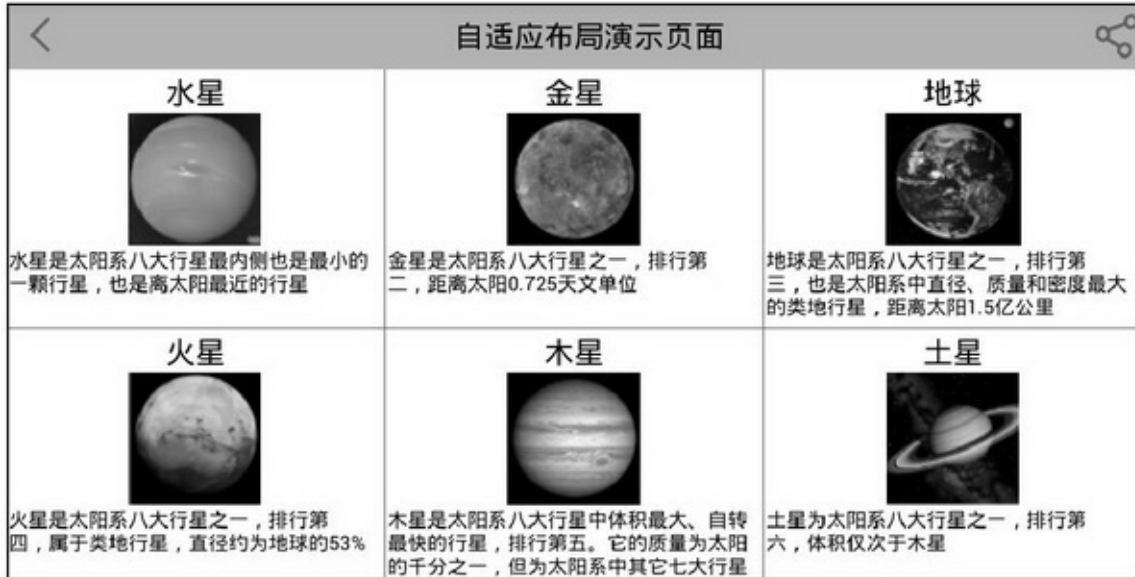 自适应布局演示页面
水星
水星是太阳系八大行星最内侧也是最小的
一颗行星，也是离太阳最近的行星
金星
金星是太阳系八大行星之一，排行第
二，距离太阳0.725天文单位
地球
地球是太阳系八大行星之一，排行第
三，也是太阳系中直径、质量和密度最大
的类地行星，距离太阳1.5亿公里
火星
火星是太阳系八大行星之一，排行第
四，属于类地行星，直径约为地球的53%
木星
木星是太阳系八大行星中体积最大、自转
最快的行星，排行第五。它的质量为太阳
的千分之一，但为太阳系中其它七大行星
土星
土星为太阳系八大行星之一，排行第
六，体积仅次于木星